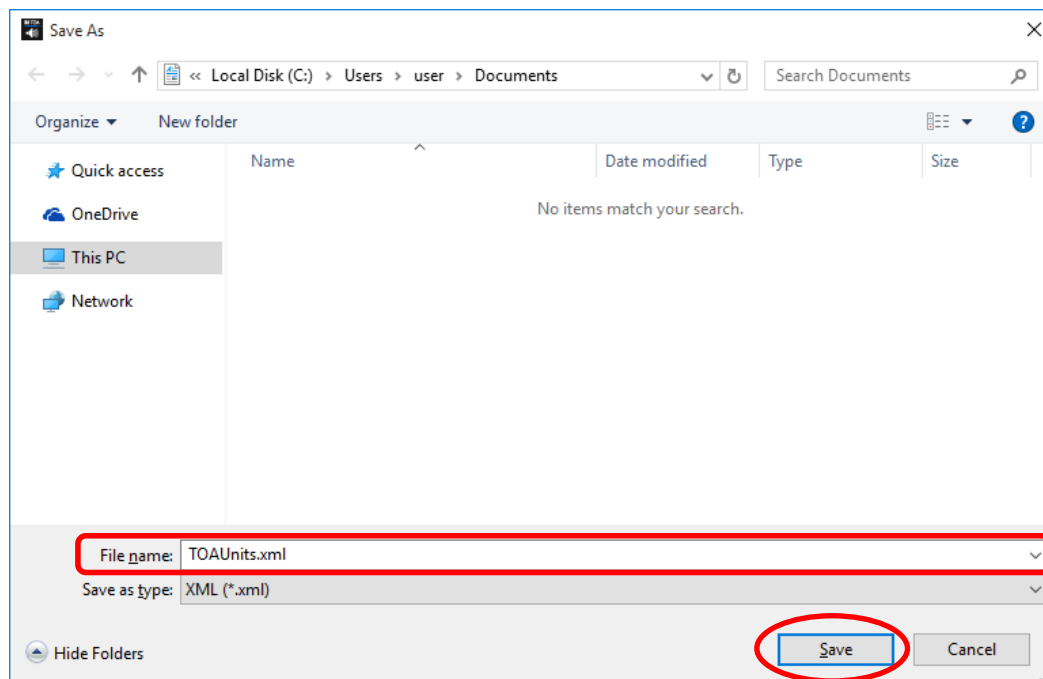 Save As
« Local Disk (C:) › Users › user › Documents
Search Documents
Organize
New folder
Name
Date modified
Type
Size
Quick access
OneDrive
This PC
Network
No items match your search.
File name: TOAUnits.xml
Save as type: XML (*.xml)
Hide Folders
Save
Cancel